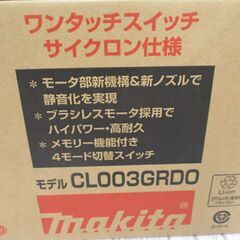 ワンタッチスイッチ
サイクロン仕様
＊モータ部新機構&新ノズルで
静音化を実現
＊ブラシレスモータ採用で
ハイパワー・高耐久
＊メモリー機能付き
4モード切替スイッチ
モデル CL003GRDO
makita
Li-ion